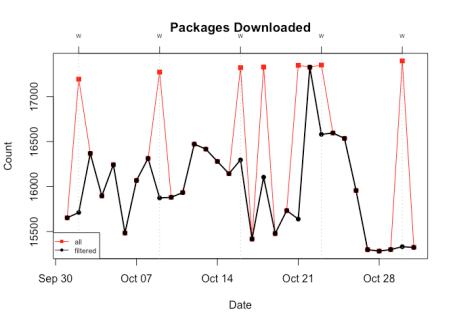 Packages Downloaded
w w w w w
Count
17000
16500
16000
15500
all
filtered
Sep 30 Oct 07 Oct 14 Oct 21 Oct 28
Date